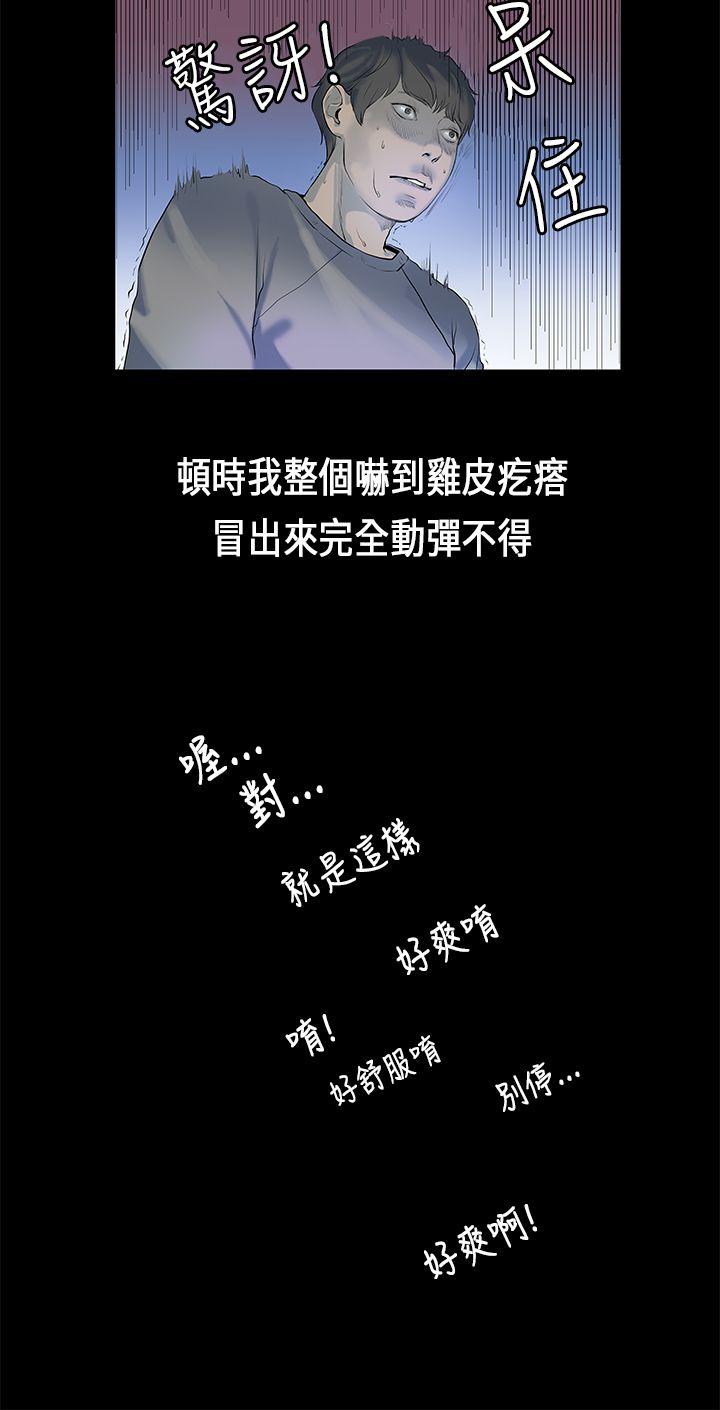 驚訝!
呆住
頓時我整個嚇到雞皮疙瘩
冒出來完全動彈不得
喔...
對...
就是這樣
好爽唷
唷!
好舒服唷
別停...
好爽啊!